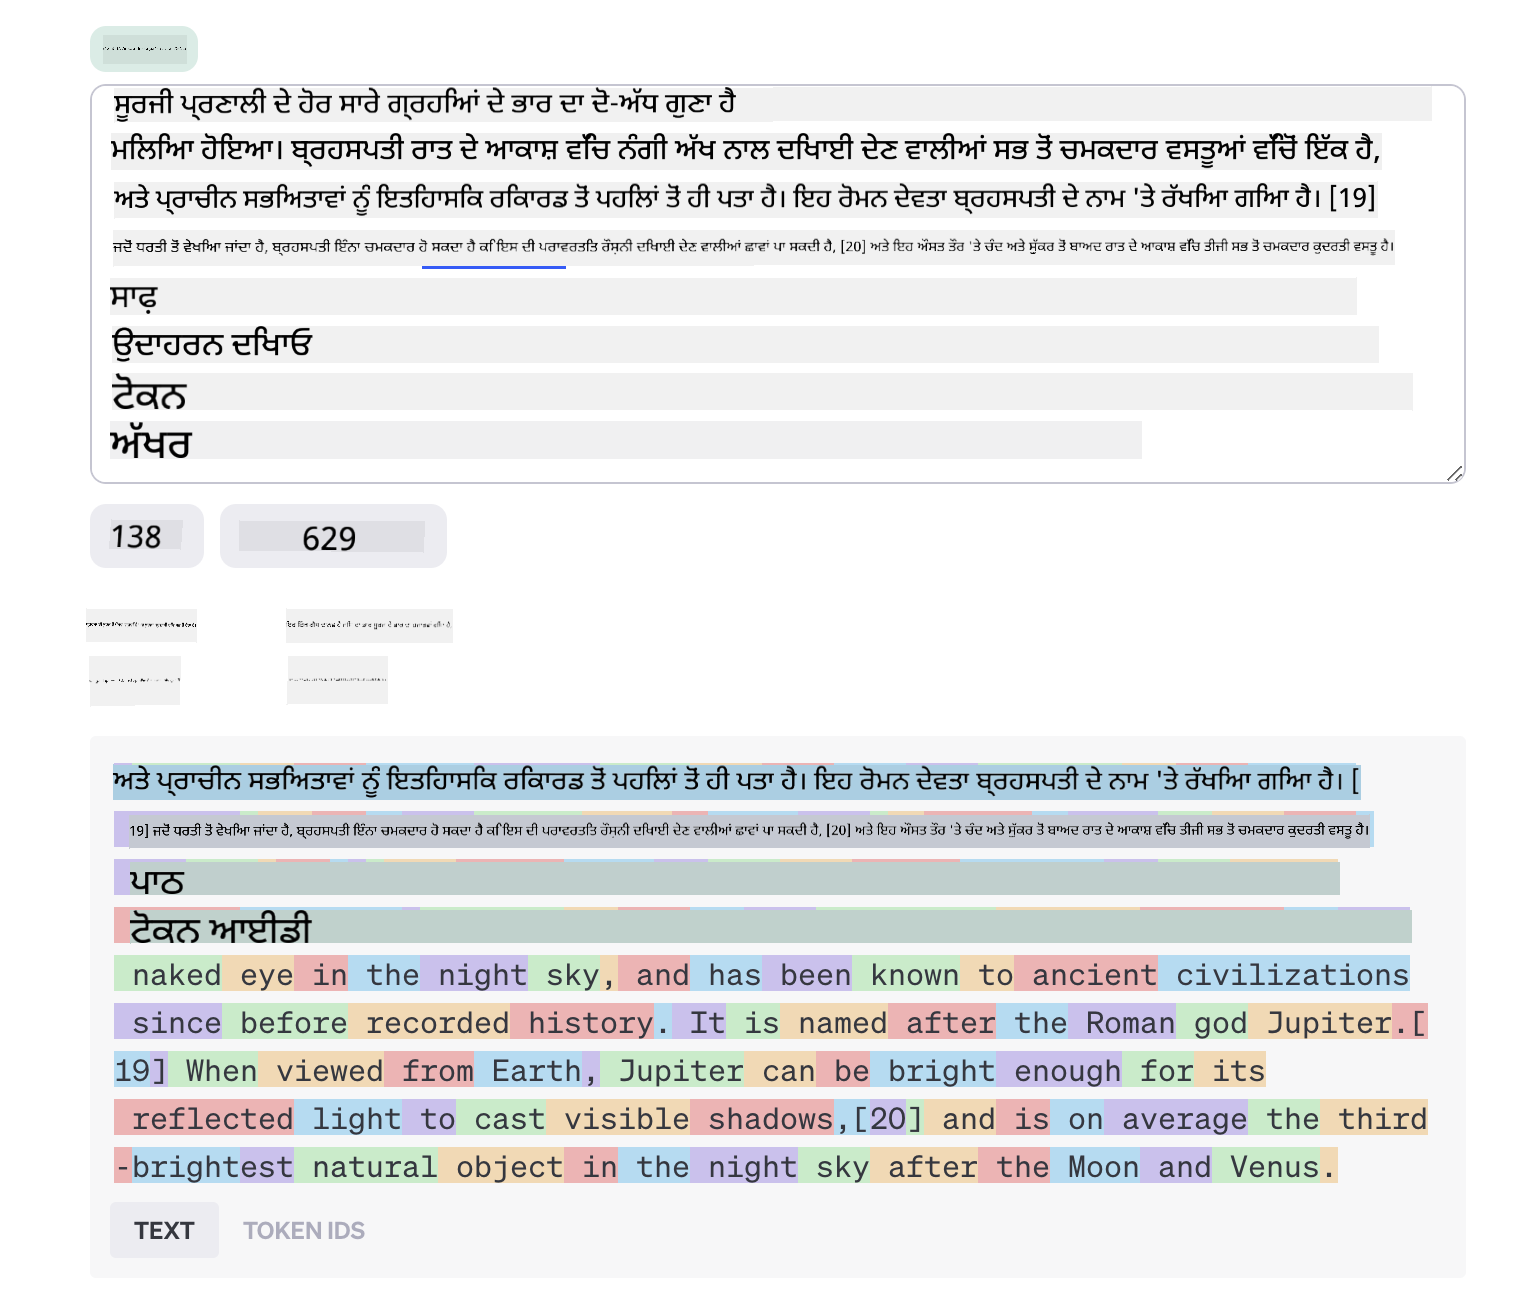 ਸੂਰਜੀ ਪ੍ਰਣਾਲੀ ਦੇ ਹੋਰ ਸਾਰੇ ਗ੍ਰਹਿਆਂ ਦੇ ਭਾਰ ਦਾ ਦੋ-ਅੱਧ ਗੁਣਾ ਹੈ
ਮਲਿਆਿ ਹੋਇਆ। ਬ੍ਰਹਸਪਤੀ ਰਾਤ ਦੇ ਆਕਾਸ਼ ਵੱਚਿ ਨੰਗੀ ਅੱਖ ਨਾਲ ਦਖਿਾਈ ਦੇਣ ਵਾਲੀਆਂ ਸਭ ਤੋਂ ਚਮਕਦਾਰ ਵਸਤੂਆਂ ਵੱਚੋਂ ਇੱਕ ਹੈ,
ਅਤੇ ਪ੍ਰਾਚੀਨ ਸਭਅਿਤਾਵਾਂ ਨੂੰ ਇਤਹਿਾਸਕਿ ਰਕਿਾਰਡ ਤੋਂ ਪਹਲਿਾਂ ਤੋਂ ਹੀ ਪਤਾ ਹੈ। ਇਹ ਰੋਮਨ ਦੇਵਤਾ ਬ੍ਰਹਸਪਤੀ ਦੇ ਨਾਮ 'ਤੇ ਰੱਖਆਿ ਗਆਿ ਹੈ। [19]
ਜਦੋਂ ਧਰਤੀ ਤੋਂ ਵੇਖਆਿ ਜਾਂਦਾ ਹੈ, ਬ੍ਰਹਸਪਤੀ ਇੰਨਾ ਚਮਕਦਾਰ ਹੋ ਸਕਦਾ ਹੈ ਕ ਿਇਸ ਦੀ ਪਰਾਵਰਤਤਿ ਰੌਸ਼ਨੀ ਦਖਿਾਈ ਦੇਣ ਵਾਲੀਆਂ ਛਾਵਾਂ ਪਾ ਸਕਦੀ ਹੈ, [20] ਅਤੇ ਇਹ ਔਸਤ ਤੌਰ 'ਤੇ ਚੰਦ ਅਤੇ ਸ਼ੁੱਕਰ ਤੋਂ ਬਾਅਦ ਰਾਤ ਦੇ ਆਕਾਸ਼ ਵੱਚਿ ਤੀਜੀ ਸਭ ਤੋਂ ਚਮਕਦਾਰ ਕੁਦਰਤੀ ਵਸਤੂ ਹੈ।
ਸਾਫ਼
ਉਦਾਹਰਨ ਦਖਿਾਓ
ਟੋਕਨ
ਅੱਖਰ
138
629
ਅਤੇ ਪ੍ਰਾਚੀਨ ਸਭਅਿਤਾਵਾਂ ਨੂੰ ਇਤਹਿਾਸਕਿ ਰਕਿਾਰਡ ਤੋਂ ਪਹਲਿਾਂ ਤੋਂ ਹੀ ਪਤਾ ਹੈ। ਇਹ ਰੋਮਨ ਦੇਵਤਾ ਬ੍ਰਹਸਪਤੀ ਦੇ ਨਾਮ 'ਤੇ ਰੱਖਆਿ ਗਆਿ ਹੈ। [
19] ਜਦੋਂ ਧਰਤੀ ਤੋਂ ਵੇਖਆਿ ਜਾਂਦਾ ਹੈ, ਬ੍ਰਹਸਪਤੀ ਇੰਨਾ ਚਮਕਦਾਰ ਹੋ ਸਕਦਾ ਹੈ ਕ ਿਇਸ ਦੀ ਪਰਾਵਰਤਤਿ ਰੌਸ਼ਨੀ ਦਖਿਾਈ ਦੇਣ ਵਾਲੀਆਂ ਛਾਵਾਂ ਪਾ ਸਕਦੀ ਹੈ, [20] ਅਤੇ ਇਹ ਔਸਤ ਤੌਰ 'ਤੇ ਚੰਦ ਅਤੇ ਸ਼ੁੱਕਰ ਤੋਂ ਬਾਅਦ ਰਾਤ ਦੇ ਆਕਾਸ਼ ਵੱਚਿ ਤੀਜੀ ਸਭ ਤੋਂ ਚਮਕਦਾਰ ਕੁਦਰਤੀ ਵਸਤੂ ਹੈ।
ਪਾਠ
ਟੋਕਨ ਆਈਡੀ
naked eye in the night sky, and has been known to ancient civilizations
since before recorded history. It is named after the Roman god Jupiter.[
19] When viewed from Earth, Jupiter can be bright enough for its
reflected light to cast visible shadows,[20] and is on average the third
-brightest natural object in the night sky after the Moon and Venus.
TEXT
TOKEN IDS